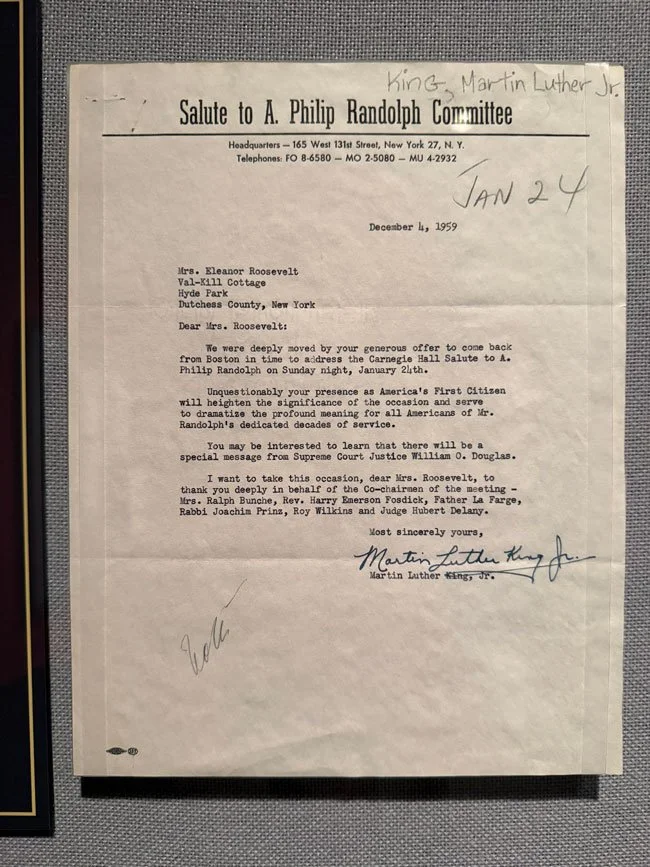 King, Martin Luther Jr.
Salute to A. Philip Randolph Committee
Headquarters — 165 West 131st Street, New York 27, N. Y.
Telephones: FO 8-6580 — MO 2-5080 — MU 4-2932
JAN 24
December 4, 1959
Mrs. Eleanor Roosevelt
Val-Kill Cottage
Hyde Park
Dutchess County, New York
Dear Mrs. Roosevelt:
We were deeply moved by your generous offer to come back
from Boston in time to address the Carnegie Hall Salute to A.
Philip Randolph on Sunday night, January 24th.
Unquestionably your presence as America's First Citizen
will heighten the significance of the occasion and serve
to dramatize the profound meaning for all Americans of Mr.
Randolph's dedicated decades of service.
You may be interested to learn that there will be a
special message from Supreme Court Justice William O. Douglas.
I want to take this occasion, dear Mrs. Roosevelt, to
thank you deeply in behalf of the Co-chairmen of the meeting -
Mrs. Ralph Bunche, Rev. Harry Emerson Fosdick, Father La Farge,
Rabbi Joachim Prinz, Roy Wilkins and Judge Hubert Delany.
Most sincerely yours,
Martin Luther King Jr.
Martin Luther King, Jr.